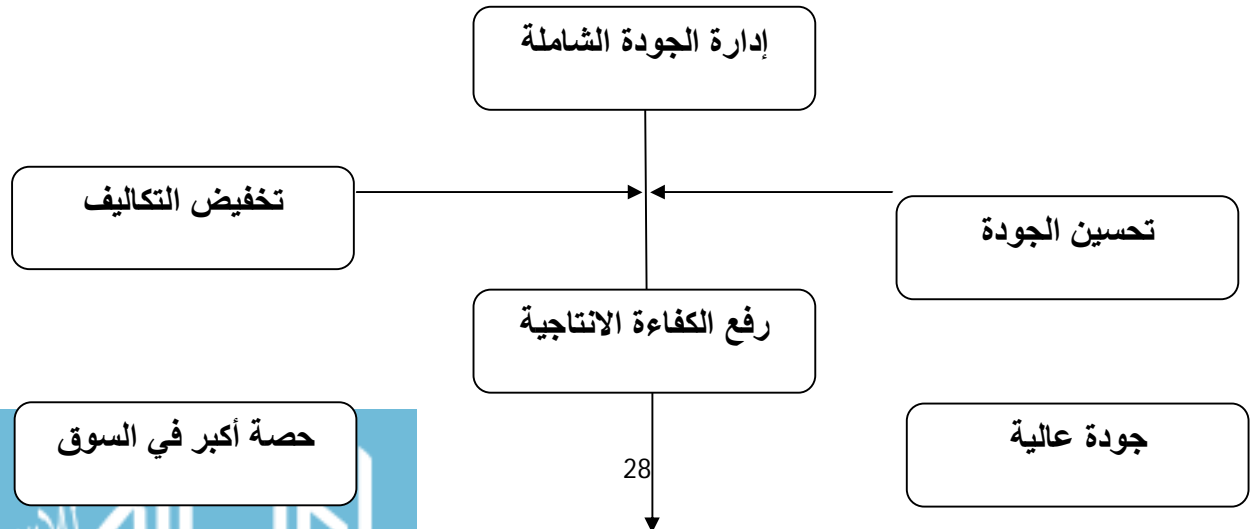 إدارة الجودة الشاملة
تحسين الجودة
تخفيض التكاليف
رفع الكفاءة الانتاجية
جودة عالية
حصة أكبر في السوق
28